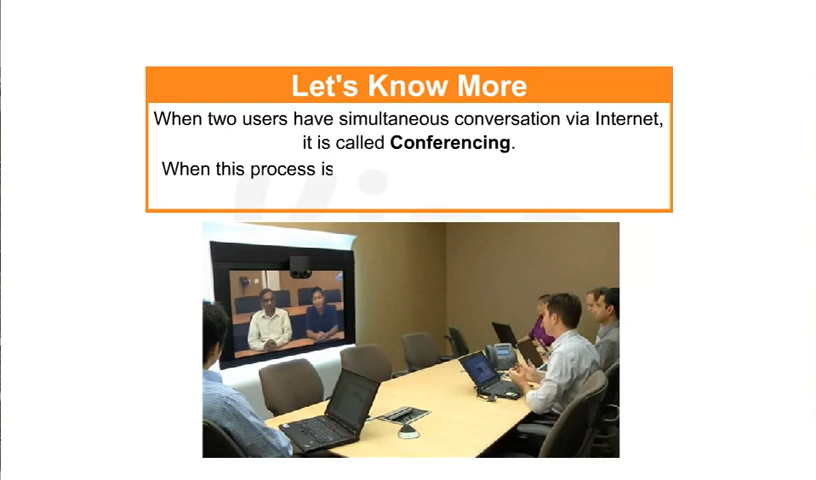 Let's Know More
When two users have simultaneous conversation via Internet,
it is called Conferencing.
When this process is